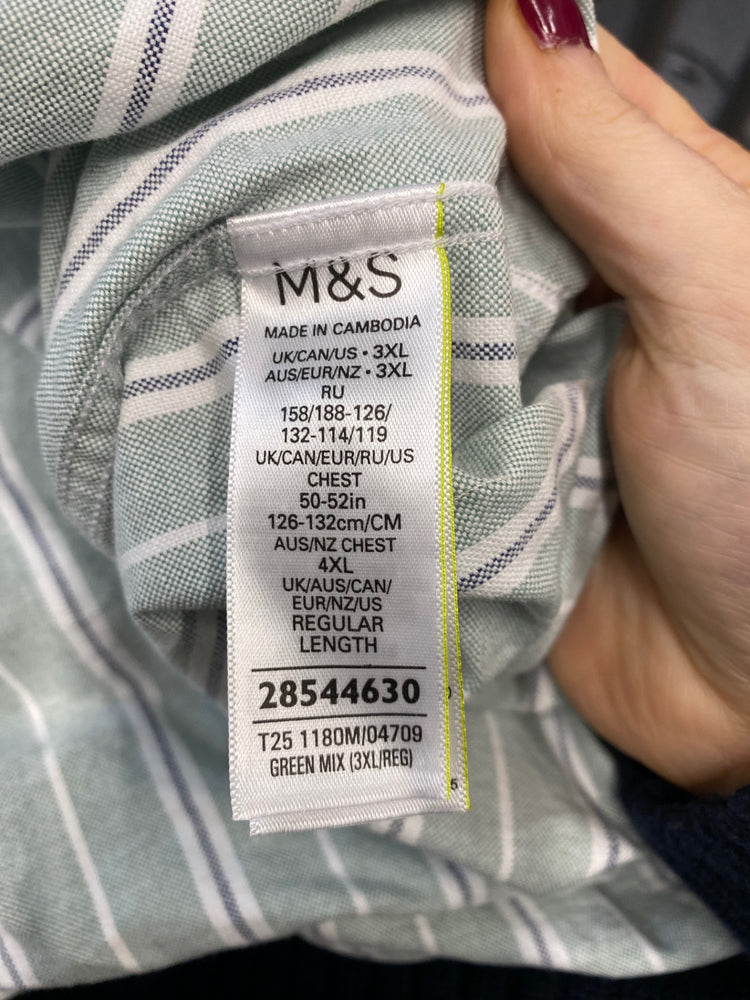 M&S
MADE IN CAMBODIA
UK/CAN/US • 3XL
AUS/EUR/NZ • 3XL
RU
158/188-126/
132-114/119
UK/CAN/EUR/RU/US
CHEST
50-52in
126-132cm/CM
AUS/NZ CHEST
4XL
UK/AUS/CAN/
EUR/NZ/US
REGULAR
LENGTH
28544630
T25 1180M/04709
GREEN MIX (3XL/REG)
5